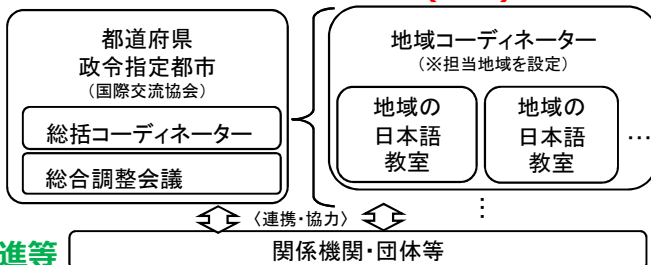 都道府県
政令指定都市
（国際交流協会）
総括コーディネーター
総合調整会議
地域コーディネーター
（※担当地域を設定）
地域の
日本語
教室
地域の
日本語
教室
…
⋮
〈連携・協力〉
進等
関係機関・団体等